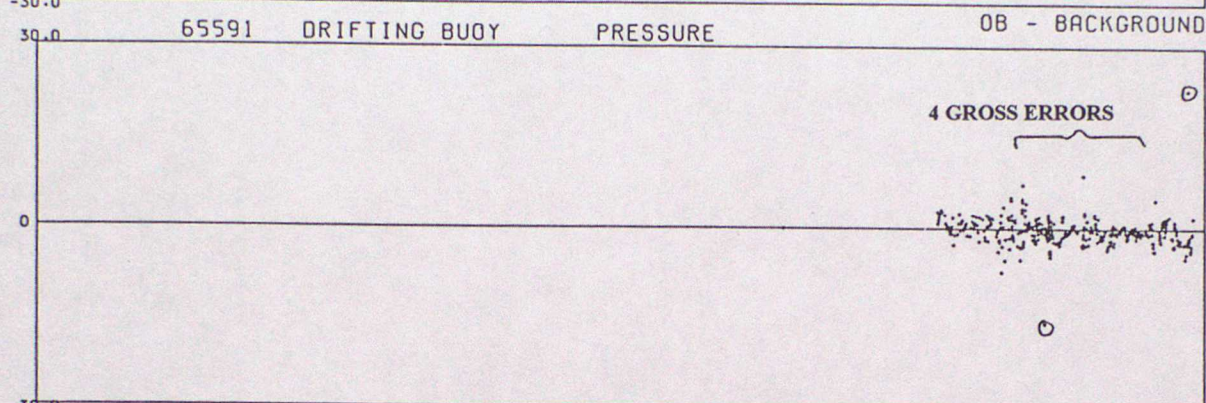 -30.0
65591 DRIFTING BUOY PRESSURE OB - BACKGROUND
30.0
4 GROSS ERRORS
0